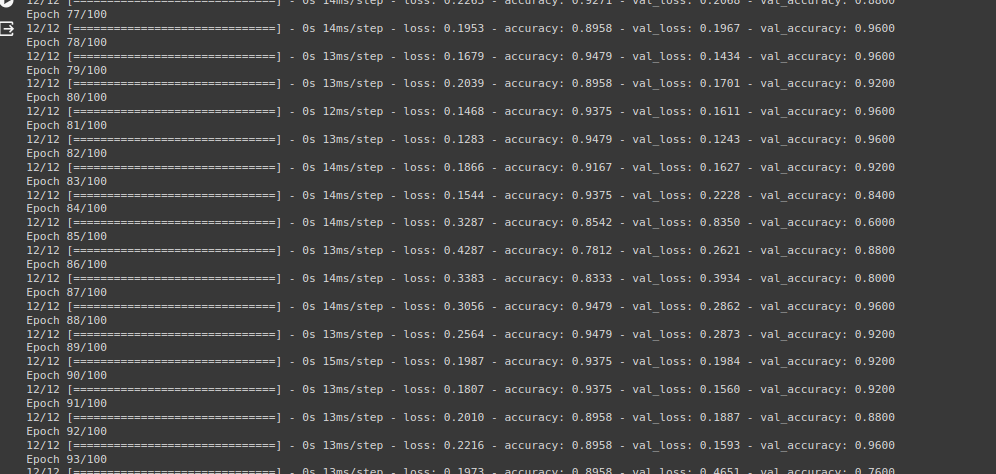 12/12 [==============================] - 0s 14ms/step - loss: 0.2263 - accuracy: 0.9271 - val_loss: 0.2068 - val_accuracy: 0.8800
Epoch 77/100
12/12 [==============================] - 0s 14ms/step - loss: 0.1953 - accuracy: 0.8958 - val_loss: 0.1967 - val_accuracy: 0.9600
Epoch 78/100
12/12 [==============================] - 0s 13ms/step - loss: 0.1679 - accuracy: 0.9479 - val_loss: 0.1434 - val_accuracy: 0.9600
Epoch 79/100
12/12 [==============================] - 0s 13ms/step - loss: 0.2039 - accuracy: 0.8958 - val_loss: 0.1701 - val_accuracy: 0.9200
Epoch 80/100
12/12 [==============================] - 0s 12ms/step - loss: 0.1468 - accuracy: 0.9375 - val_loss: 0.1611 - val_accuracy: 0.9600
Epoch 81/100
12/12 [==============================] - 0s 13ms/step - loss: 0.1283 - accuracy: 0.9479 - val_loss: 0.1243 - val_accuracy: 0.9600
Epoch 82/100
12/12 [==============================] - 0s 14ms/step - loss: 0.1866 - accuracy: 0.9167 - val_loss: 0.1627 - val_accuracy: 0.9200
Epoch 83/100
12/12 [==============================] - 0s 14ms/step - loss: 0.1544 - accuracy: 0.9375 - val_loss: 0.2228 - val_accuracy: 0.8400
Epoch 84/100
12/12 [==============================] - 0s 14ms/step - loss: 0.3287 - accuracy: 0.8542 - val_loss: 0.8350 - val_accuracy: 0.6000
Epoch 85/100
12/12 [==============================] - 0s 13ms/step - loss: 0.4287 - accuracy: 0.7812 - val_loss: 0.2621 - val_accuracy: 0.8800
Epoch 86/100
12/12 [==============================] - 0s 14ms/step - loss: 0.3383 - accuracy: 0.8333 - val_loss: 0.3934 - val_accuracy: 0.8000
Epoch 87/100
12/12 [==============================] - 0s 14ms/step - loss: 0.3056 - accuracy: 0.9479 - val_loss: 0.2862 - val_accuracy: 0.9600
Epoch 88/100
12/12 [==============================] - 0s 13ms/step - loss: 0.2564 - accuracy: 0.9479 - val_loss: 0.2873 - val_accuracy: 0.9200
Epoch 89/100
12/12 [==============================] - 0s 15ms/step - loss: 0.1987 - accuracy: 0.9375 - val_loss: 0.1984 - val_accuracy: 0.9200
Epoch 90/100
12/12 [==============================] - 0s 13ms/step - loss: 0.1807 - accuracy: 0.9375 - val_loss: 0.1560 - val_accuracy: 0.9200
Epoch 91/100
12/12 [==============================] - 0s 13ms/step - loss: 0.2010 - accuracy: 0.8958 - val_loss: 0.1887 - val_accuracy: 0.8800
Epoch 92/100
12/12 [==============================] - 0s 13ms/step - loss: 0.2216 - accuracy: 0.8958 - val_loss: 0.1593 - val_accuracy: 0.9600
Epoch 93/100
12/12 [==============================] - 0s 13ms/step - loss: 0.1973 - accuracy: 0.8958 - val_loss: 0.4651 - val_accuracy: 0.7600